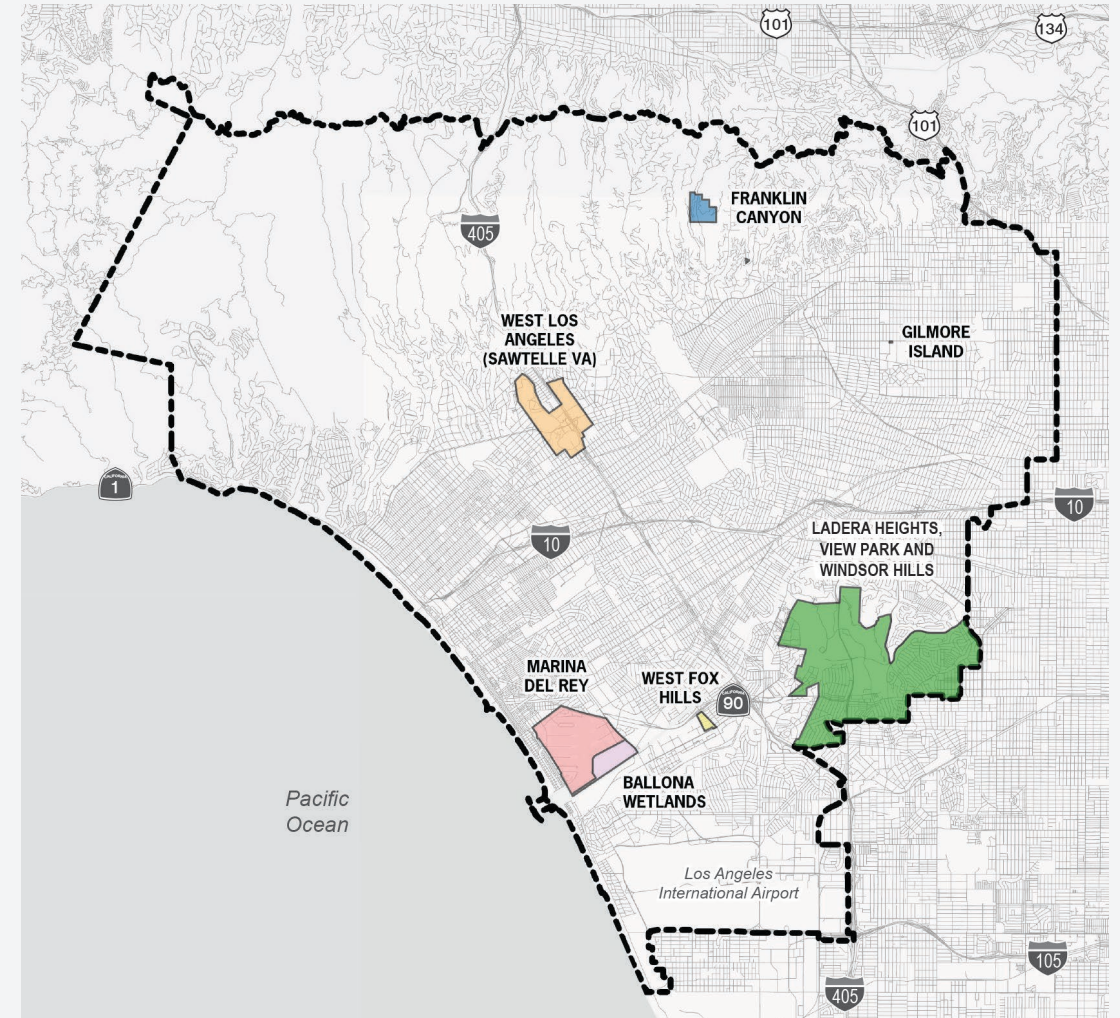 101
134
101
FRANKLIN
CANYON
405
WEST LOS
ANGELES
(SAWTELLE VA)
GILMORE
ISLAND
CALIFORNIA
1
10
10
LADERA HEIGHTS,
VIEW PARK AND
WINDSOR HILLS
MARINA
DEL REY
WEST FOX
HILLS
CALIFORNIA
90
BALLONA
WETLANDS
Pacific
Ocean
Los Angeles
International Airport
105
405